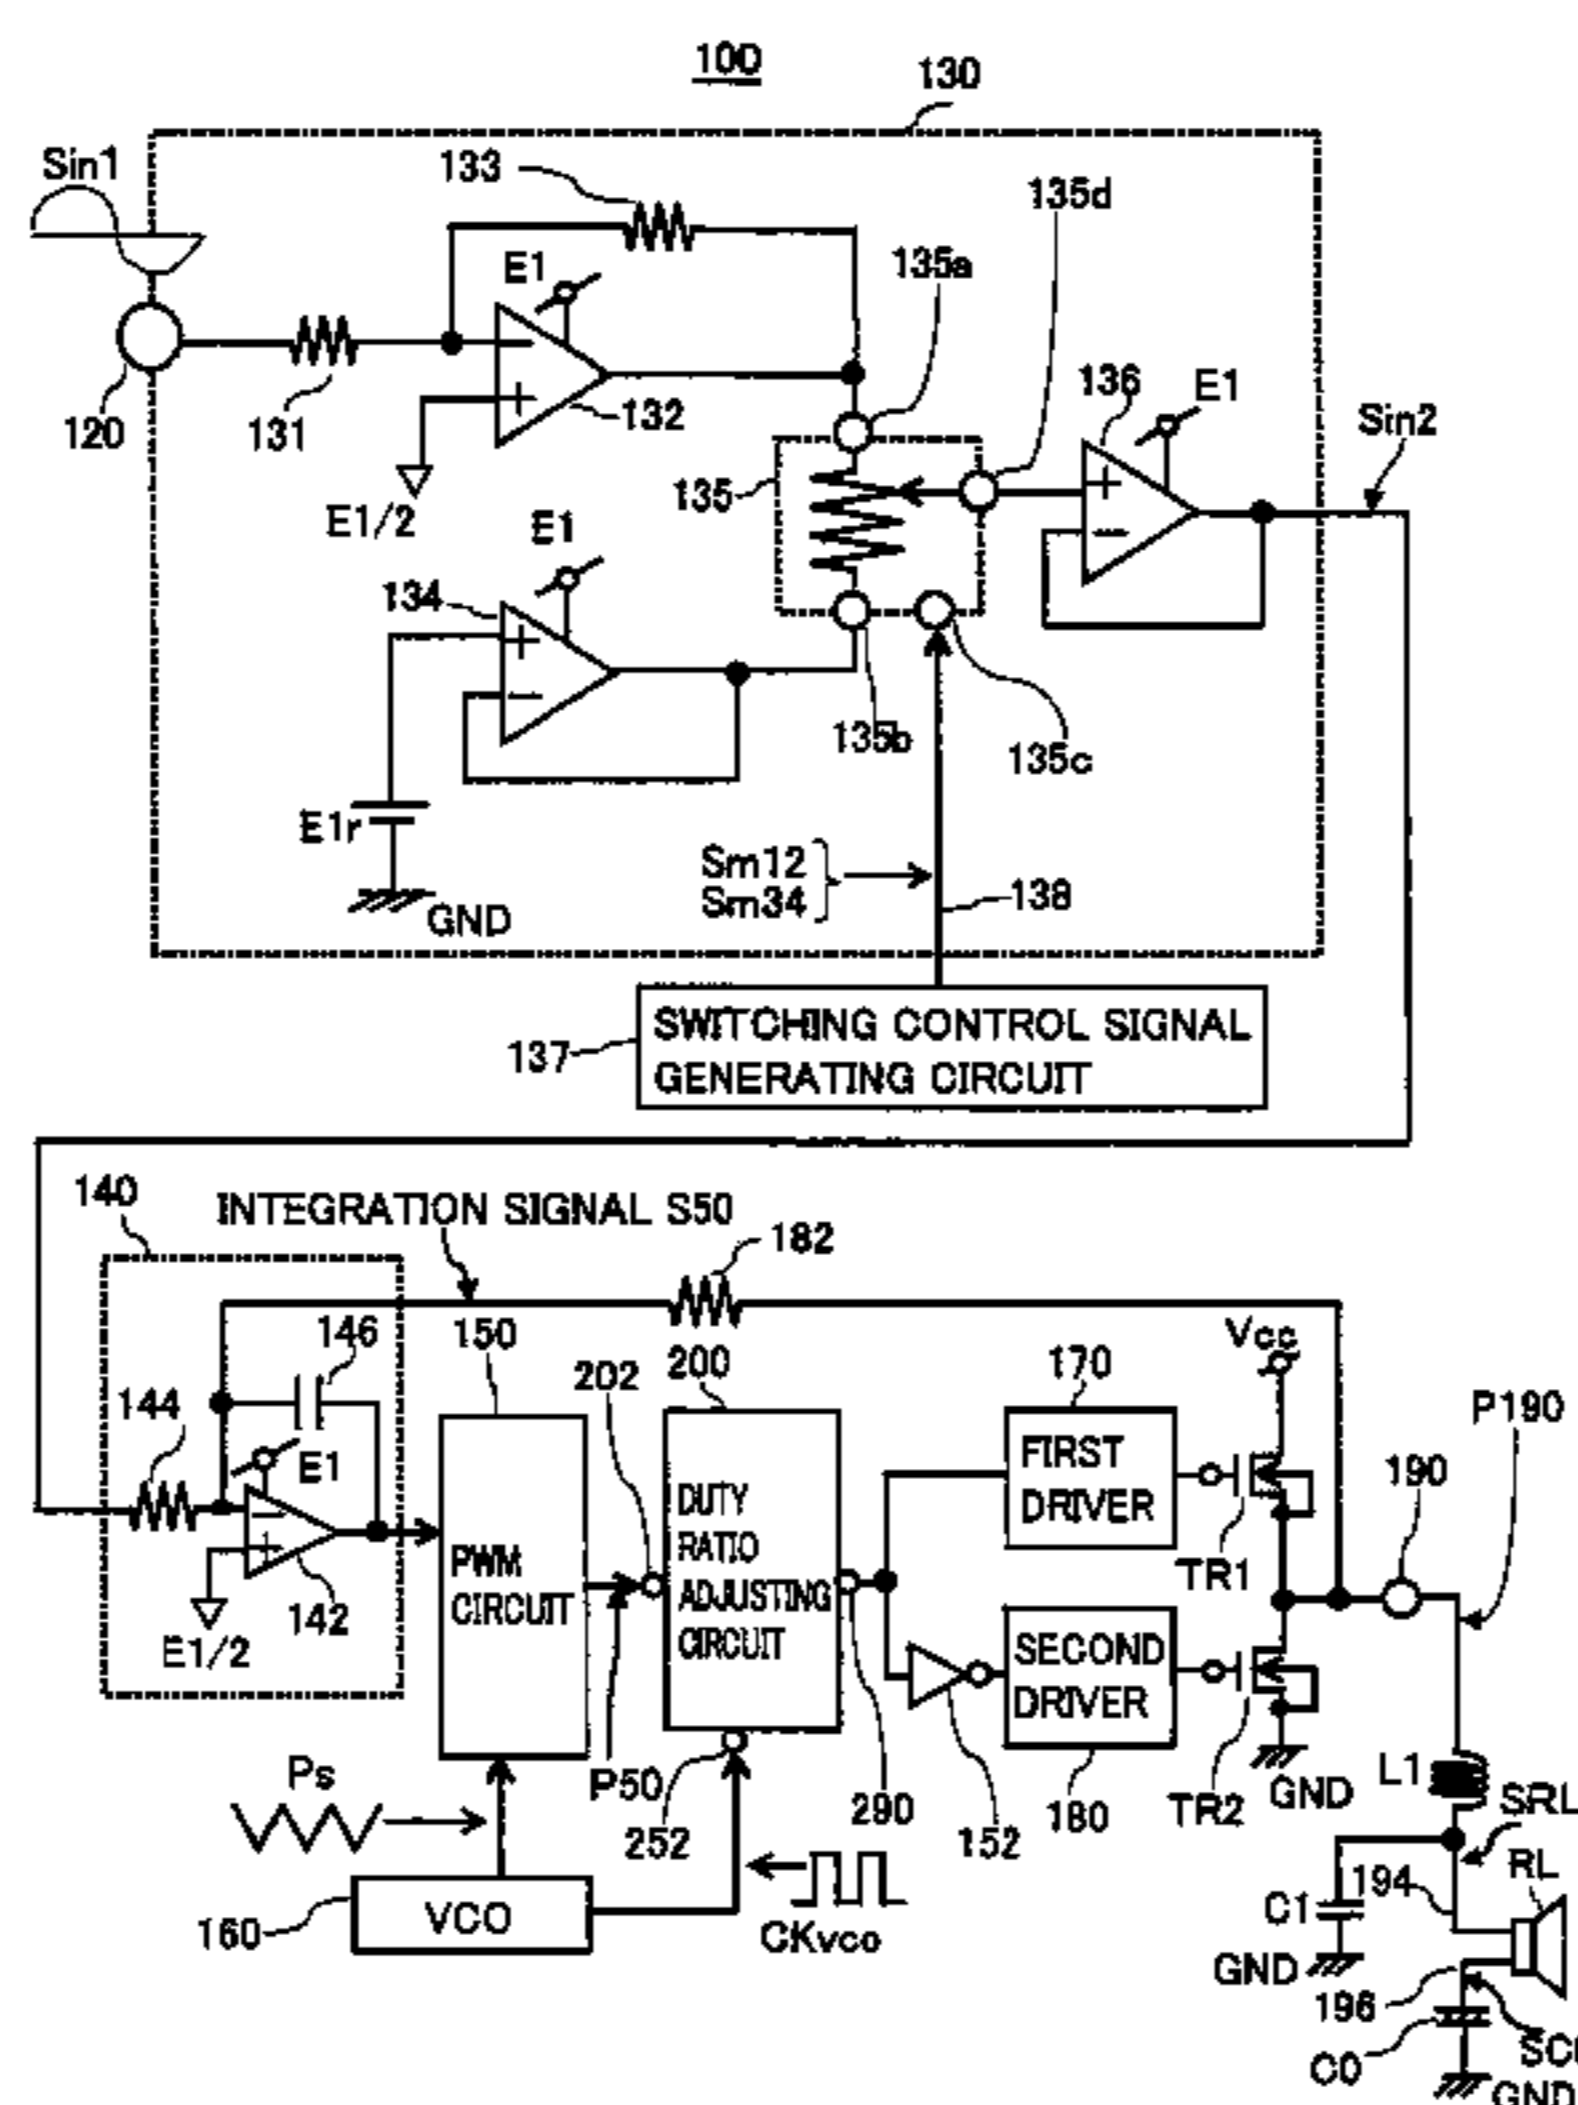 100
130
Sin1
133
135d
E1
135a
120
131
132
136
E1
Sin2
E1/2
135
E1
134
135b
135c
E1r
GND
Sm12
Sm34
138
137
SWITCHING CONTROL SIGNAL
GENERATING CIRCUIT
140
INTEGRATION SIGNAL S50
182
146
150
202
200
Vcc
170
P190
144
E1
190
FIRST
DRIVER
DUTY
RATIO
ADJUSTING
CIRCUIT
PWM
CIRCUIT
TR1
142
E1/2
SECOND
DRIVER
Ps
P50
252
290
152
180
TR2
GND
L1
SRL
160
VCO
CKvco
C1
194
RL
GND
196
C0
GND